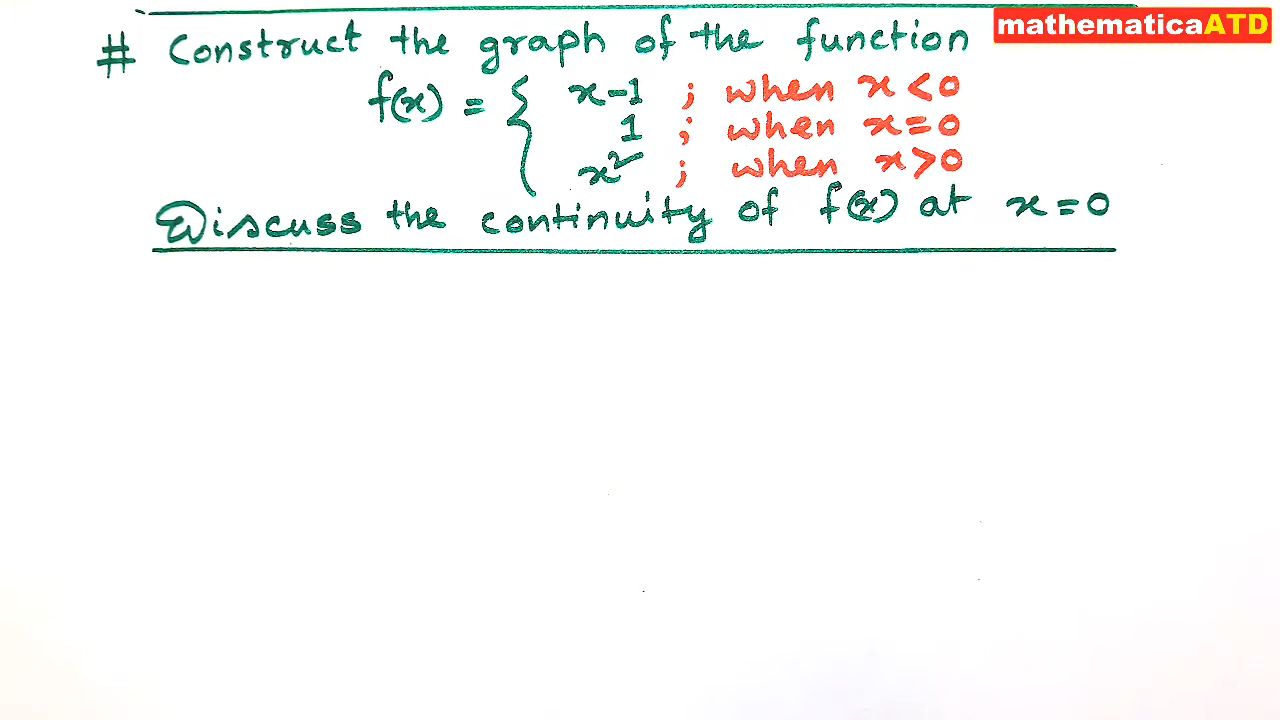 mathematicaATD
# Construct the graph of the function
f(x) = { x-1 ; when x<0
1 ; when x=0
x² ; when x>0
Discuss the continuity of f(x) at x=0